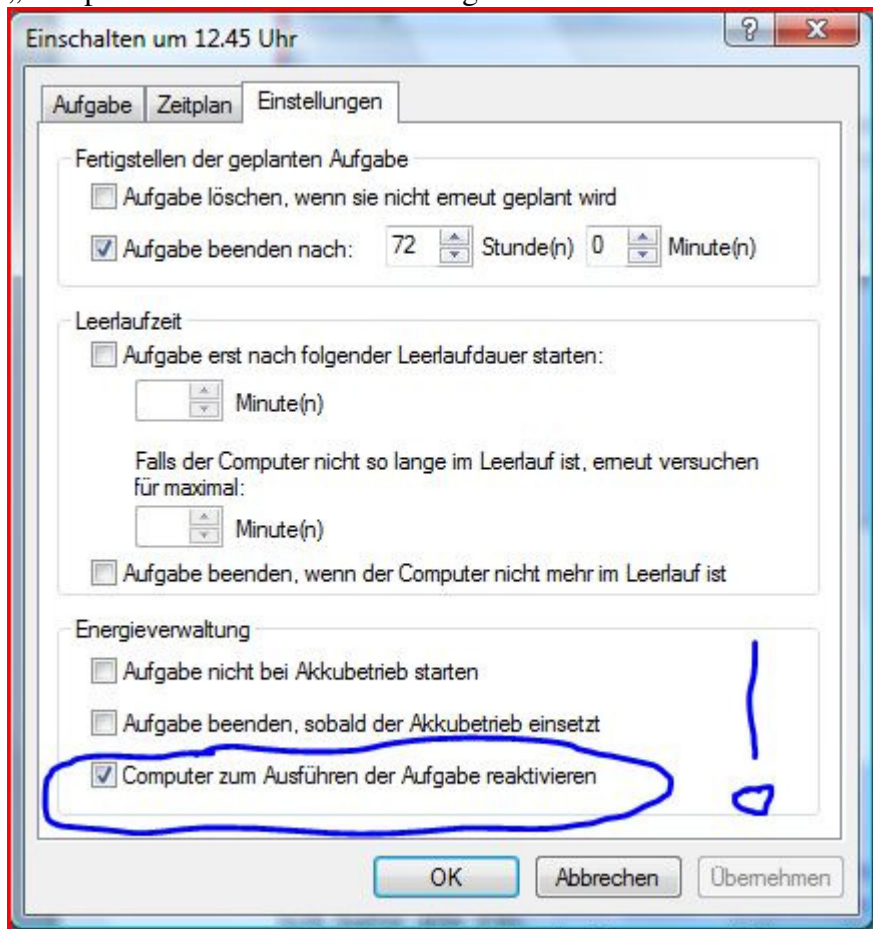 Einschalten um 12.45 Uhr
Aufgabe Zeitplan Einstellungen
Fertigstellen der geplanten Aufgabe
Aufgabe löschen, wenn sie nicht erneut geplant wird
Aufgabe beenden nach: 72 Stunde(n) 0 Minute(n)
Leerlaufzeit
Aufgabe erst nach folgender Leerlaufdauer starten:
Minute(n)
Falls der Computer nicht so lange im Leerlauf ist, erneut versuchen
für maximal:
Minute(n)
Aufgabe beenden, wenn der Computer nicht mehr im Leerlauf ist
Energieverwaltung
Aufgabe nicht bei Akkubetrieb starten
Aufgabe beenden, sobald der Akkubetrieb einsetzt
Computer zum Ausführen der Aufgabe reaktivieren
!
OK Abbrechen Übernehmen